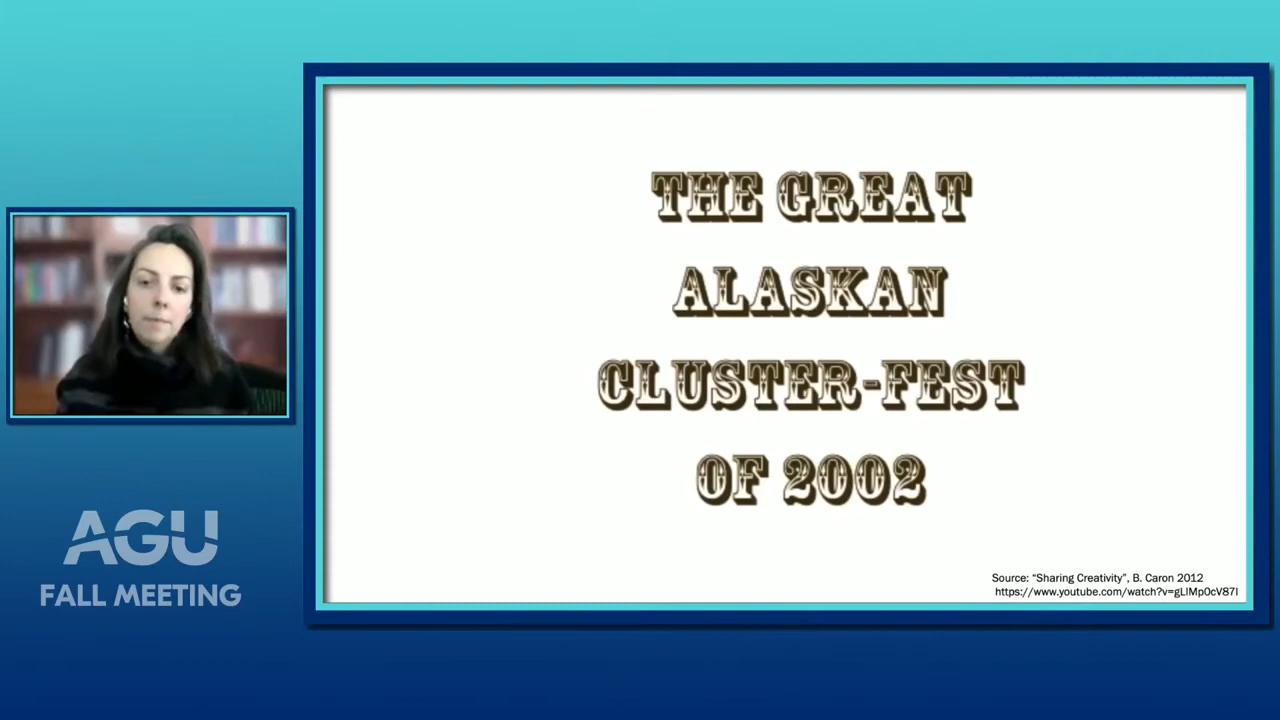 THE GREAT
ALASKAN
CLUSTER-FEST
OF 2002
Source: “Sharing Creativity”, B. Caron 2012
https://www.youtube.com/watch?v=gLlMp0cV87I
AGU
FALL MEETING